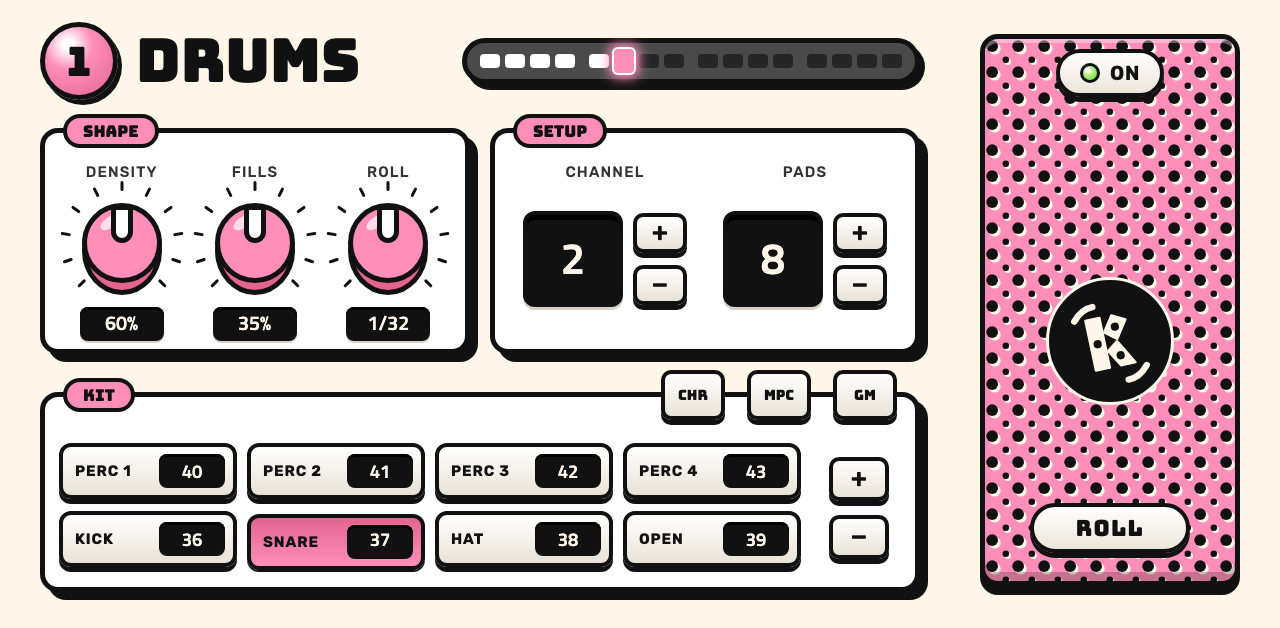 1 DRUMS
ON
SHAPE
SETUP
DENSITY FILLS ROLL
CHANNEL PADS
2 + −
8 + −
60% 35% 1/32
KIT
CHR MPC GM
PERC 1 40 PERC 2 41 PERC 3 42 PERC 4 43 +
KICK 36 SNARE 37 HAT 38 OPEN 39 −
K
ROLL